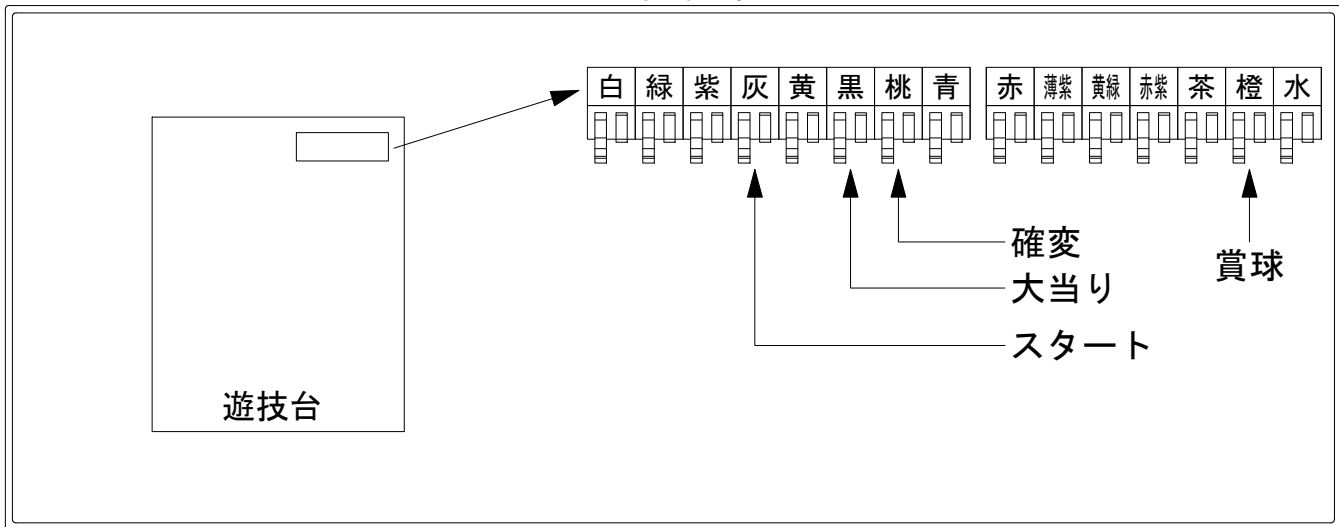 白 緑 紫 灰 黄 黒 桃 青 赤 薄紫 黄緑 赤紫 茶 橙 水
確変
賞球
大当り
スタート
遊技台